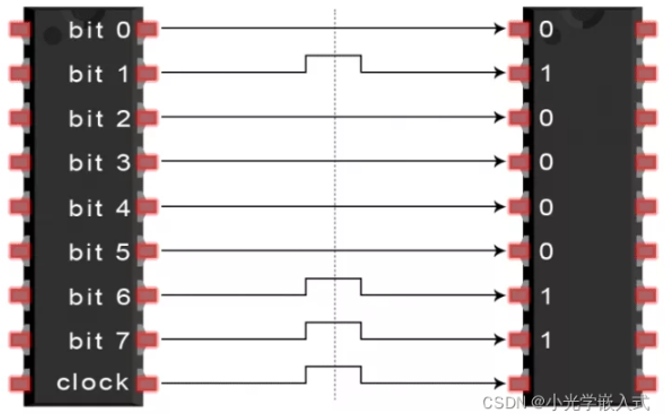 bit 0 0
bit 1 1
bit 2 0
bit 3 0
bit 4 0
bit 5 0
bit 6 1
bit 7 1
clock
CSDN @小光学嵌入式